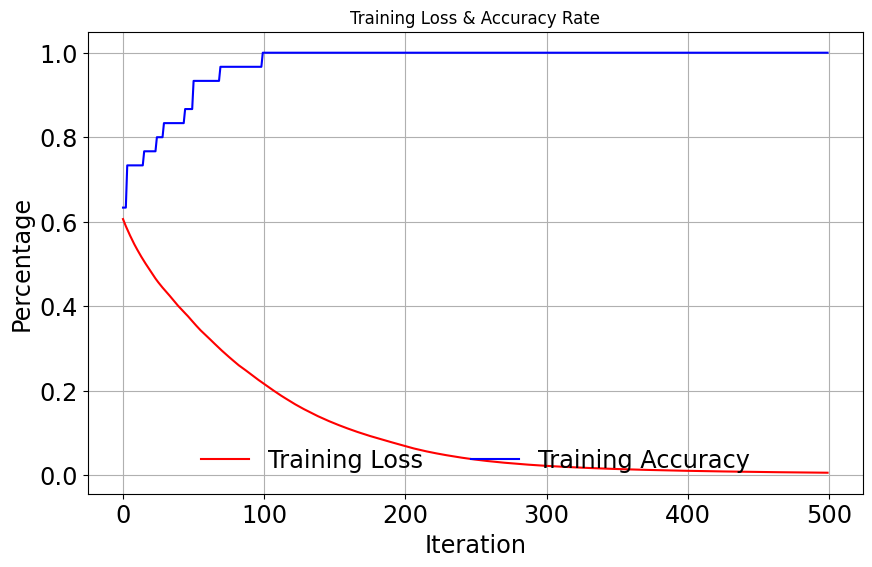 Training Loss & Accuracy Rate
1.0
0.8
0.6
0.4
0.2
0.0
Percentage
Training Loss
Training Accuracy
0 100 200 300 400 500
Iteration